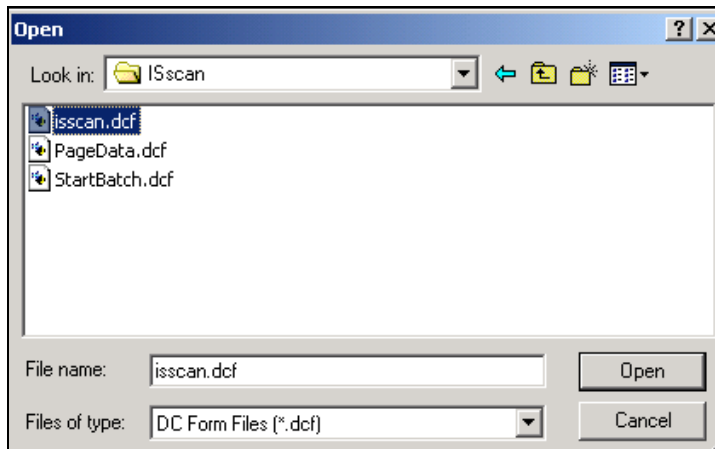 Open
Look in: ISscan
isscan.dcf
PageData.dcf
StartBatch.dcf
File name: isscan.dcf Open
Files of type: DC Form Files (*.dcf) Cancel